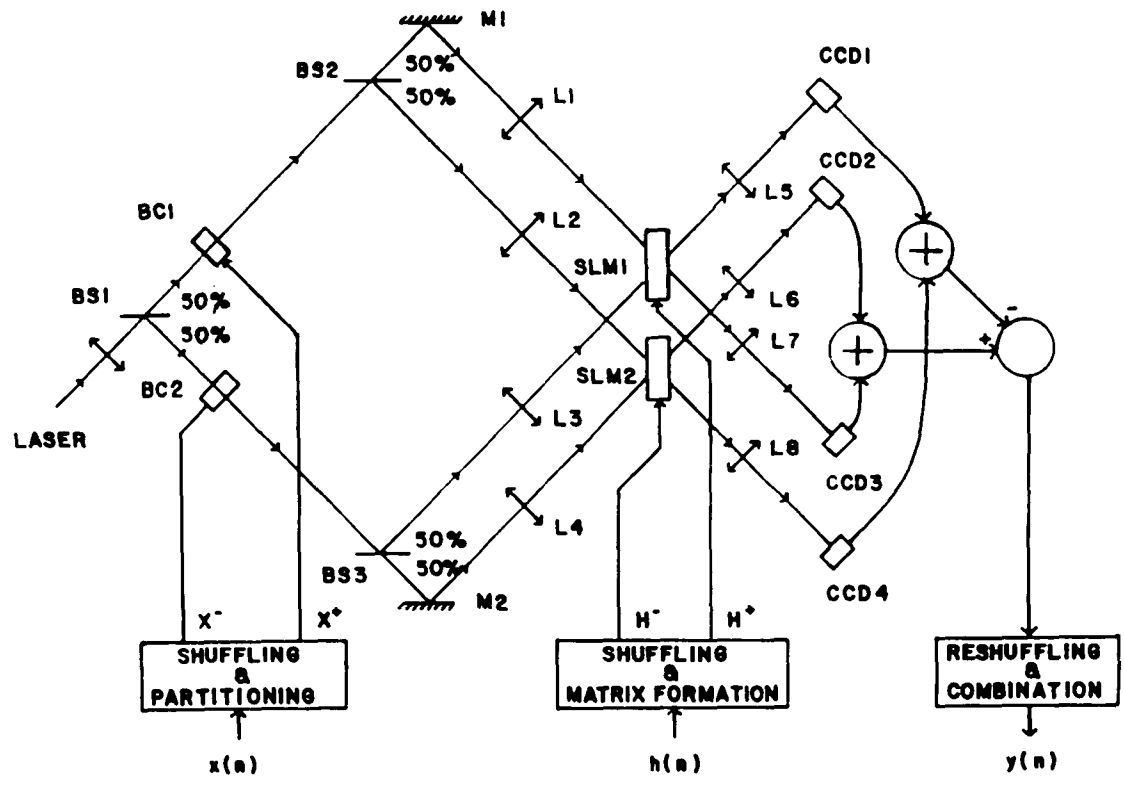 M1
BS2
50%
50%
L1
CCD1
CCD2
L5
BC1
L2
SLM1
+
BS1
50%
50%
L6
-
+
+
L7
SLM2
BC2
L3
LASER
L8
CCD3
L4
50%
50%
BS3
M2
CCD4
X-
X+
H-
H+
SHUFFLING
&
PARTITIONING
SHUFFLING
&
MATRIX FORMATION
RESHUFFLING
&
COMBINATION
x(n)
h(n)
y(n)